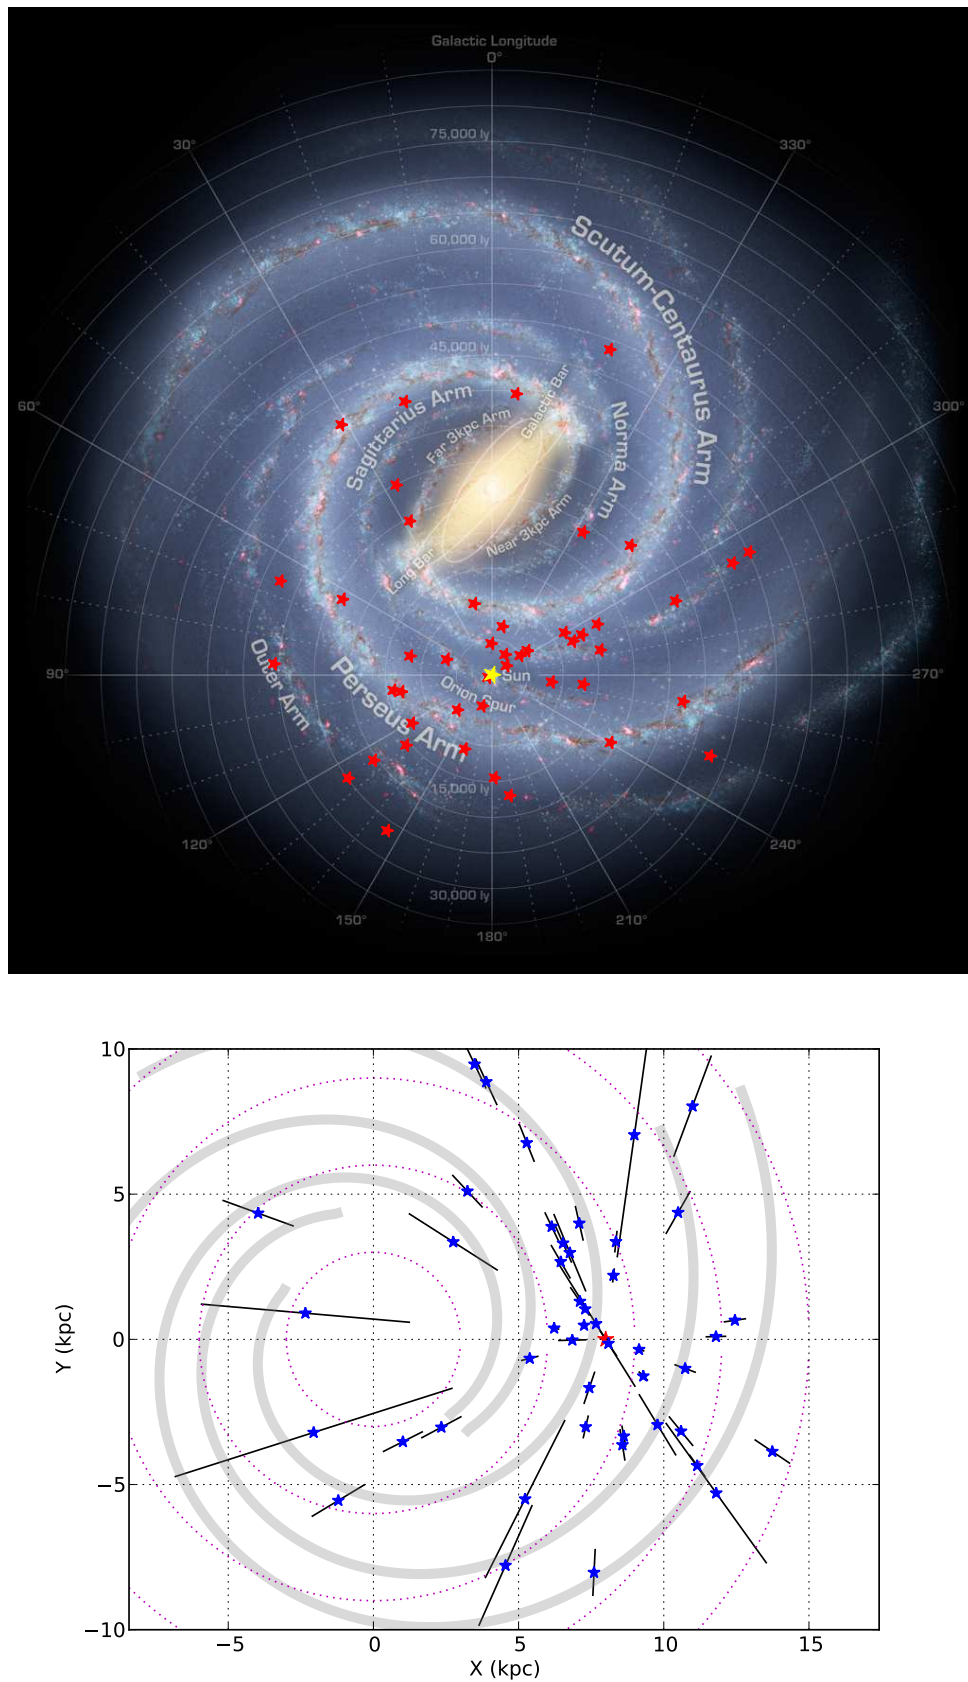 Galactic Longitude
0°
30°
330°
75,000 ly
Scutum-Centaurus Arm
60,000 ly
45,000 ly
Sagittarius Arm
Far 3kpc Arm
Galactic Bar
Norma Arm
60°
300°
Near 3kpc Arm
Long Bar
Outer Arm
Perseus Arm
90°
Sun
270°
Orion Spur
15,000 ly
120°
240°
30,000 ly
150°
210°
180°
10
5
0
−5
−10
Y (kpc)
−5 0 5 10 15
X (kpc)